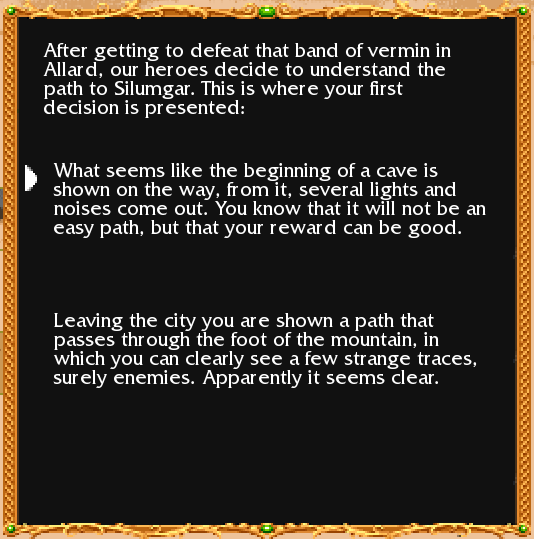 After getting to defeat that band of vermin in
Allard, our heroes decide to understand the
path to Silumgar. This is where your first
decision is presented:
What seems like the beginning of a cave is
shown on the way, from it, several lights and
noises come out. You know that it will not be an
easy path, but that your reward can be good.
Leaving the city you are shown a path that
passes through the foot of the mountain, in
which you can clearly see a few strange traces,
surely enemies. Apparently it seems clear.